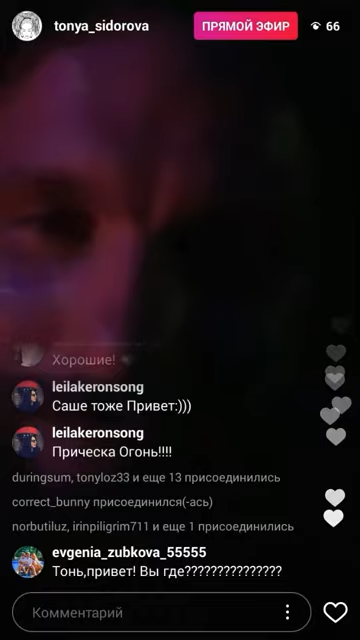 tonya_sidorova
ПРЯМОЙ ЭФИР
66
Хорошие!
leilakeronsong
Саше тоже Привет:)))
leilakeronsong
Прическа Огонь!!!!
duringsum, tonyloz33 и еще 13 присоединились
correct_bunny присоединился(-ась)
norbutiluz, irinpiligrim711 и еще 1 присоединились
evgenia_zubkova_55555
Тонь,привет! Вы где???????????????
Комментарий